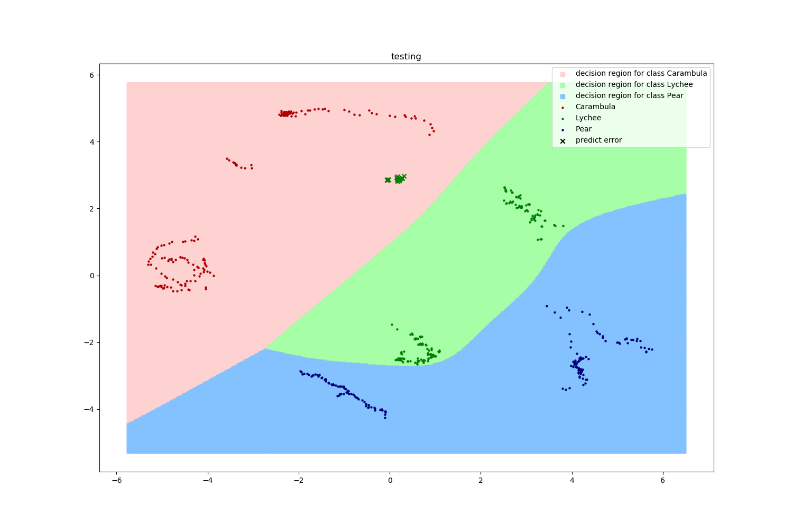 testing
decision region for class Carambula
decision region for class Lychee
decision region for class Pear
Carambula
Lychee
Pear
predict error
6
4
2
0
−2
−4
−6
−4
−2
0
2
4
6